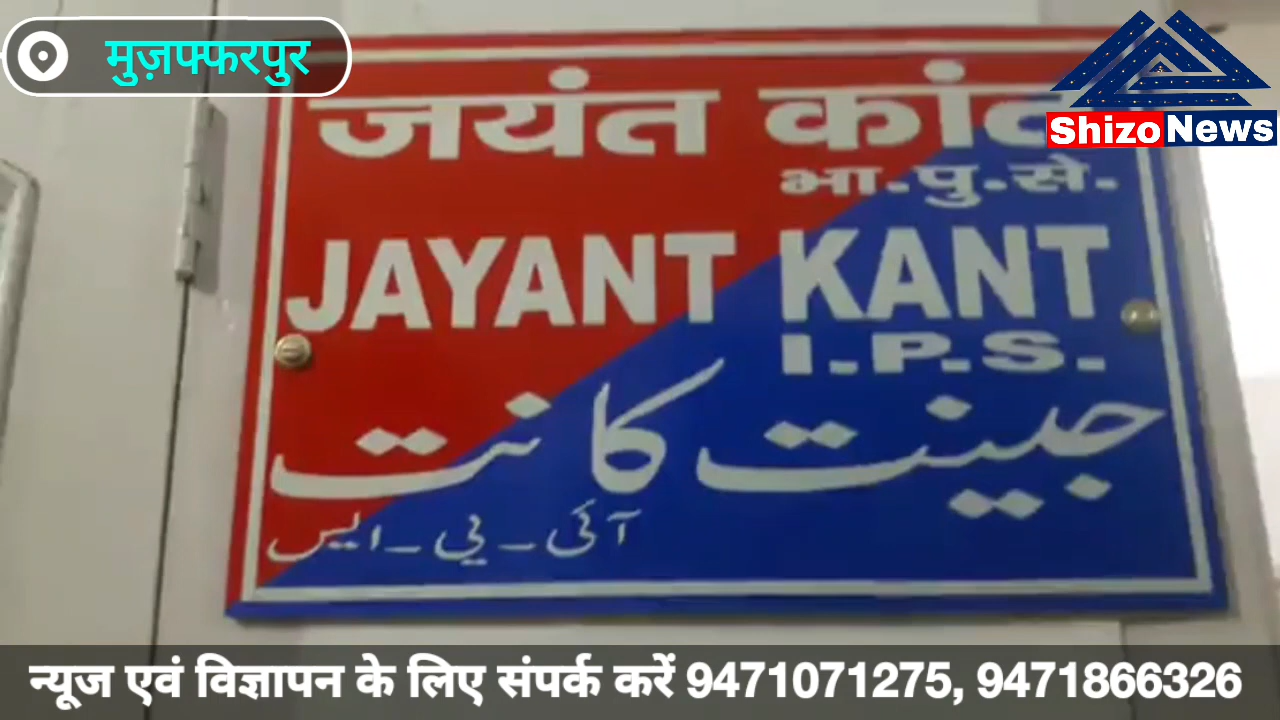 मुज़फ्फरपुर
Shizo News
जयंत कांत
भा.पु.से.
JAYANT KANT
I.P.S.
جینت کانت
آئی - پی - ایس
न्यूज एवं विज्ञापन के लिए संपर्क करें 9471071275, 9471866326